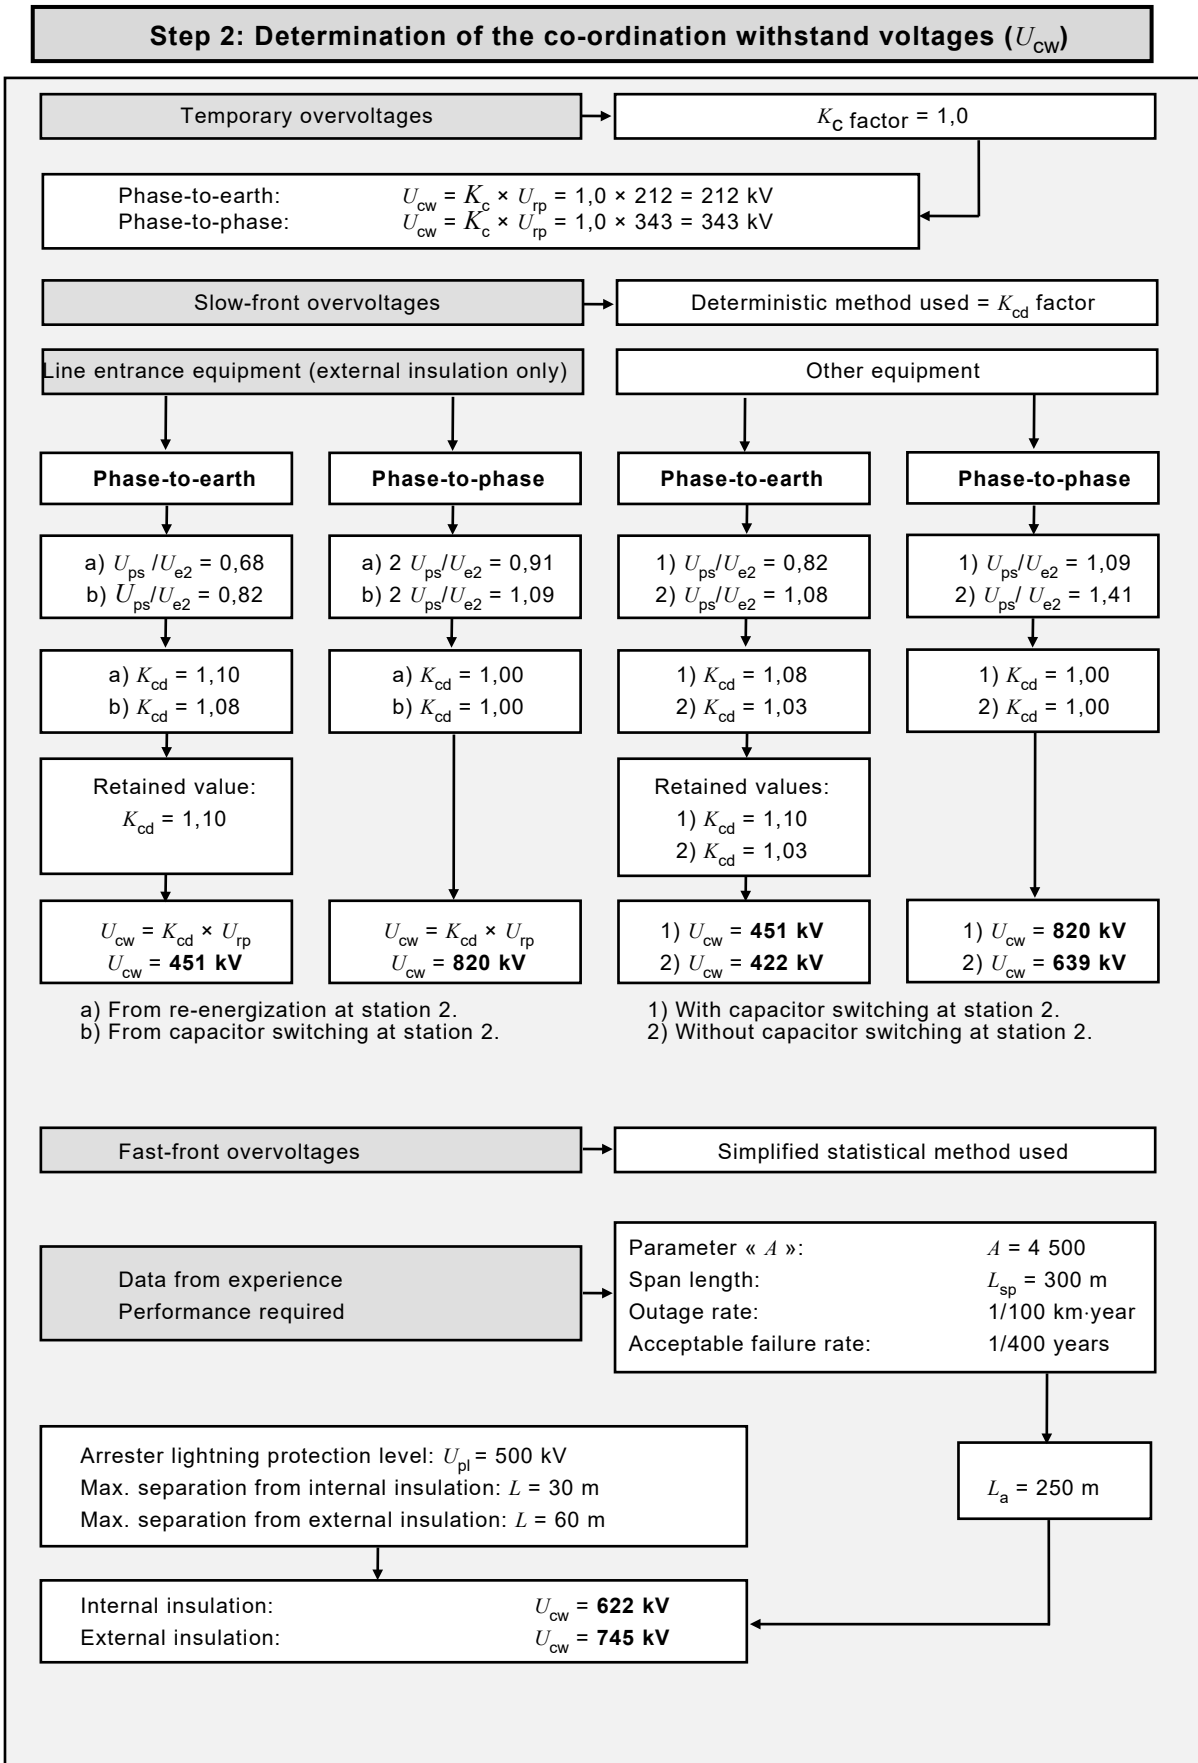 Step 2: Determination of the co-ordination withstand voltages (Ucw)
Temporary overvoltages
Kc factor = 1,0
Phase-to-earth: Ucw = Kc × Urp = 1,0 × 212 = 212 kV
Phase-to-phase: Ucw = Kc × Urp = 1,0 × 343 = 343 kV
Slow-front overvoltages
Deterministic method used = Kcd factor
Line entrance equipment (external insulation only)
Other equipment
Phase-to-earth
Phase-to-phase
Phase-to-earth
Phase-to-phase
a) Ups /Ue2 = 0,68
b) Ups/Ue2 = 0,82
a) 2 Ups/Ue2 = 0,91
b) 2 Ups/Ue2 = 1,09
1) Ups/Ue2 = 0,82
2) Ups/Ue2 = 1,08
1) Ups/Ue2 = 1,09
2) Ups/ Ue2 = 1,41
a) Kcd = 1,10
b) Kcd = 1,08
a) Kcd = 1,00
b) Kcd = 1,00
1) Kcd = 1,08
2) Kcd = 1,03
1) Kcd = 1,00
2) Kcd = 1,00
Retained value:
Kcd = 1,10
Retained values:
1) Kcd = 1,10
2) Kcd = 1,03
Ucw = Kcd × Urp
Ucw = 451 kV
Ucw = Kcd × Urp
Ucw = 820 kV
1) Ucw = 451 kV
2) Ucw = 422 kV
1) Ucw = 820 kV
2) Ucw = 639 kV
a) From re-energization at station 2.
b) From capacitor switching at station 2.
1) With capacitor switching at station 2.
2) Without capacitor switching at station 2.
Fast-front overvoltages
Simplified statistical method used
Data from experience
Performance required
Parameter « A »: A = 4 500
Span length: Lsp = 300 m
Outage rate: 1/100 km·year
Acceptable failure rate: 1/400 years
Arrester lightning protection level: Upl = 500 kV
Max. separation from internal insulation: L = 30 m
Max. separation from external insulation: L = 60 m
La = 250 m
Internal insulation: Ucw = 622 kV
External insulation: Ucw = 745 kV